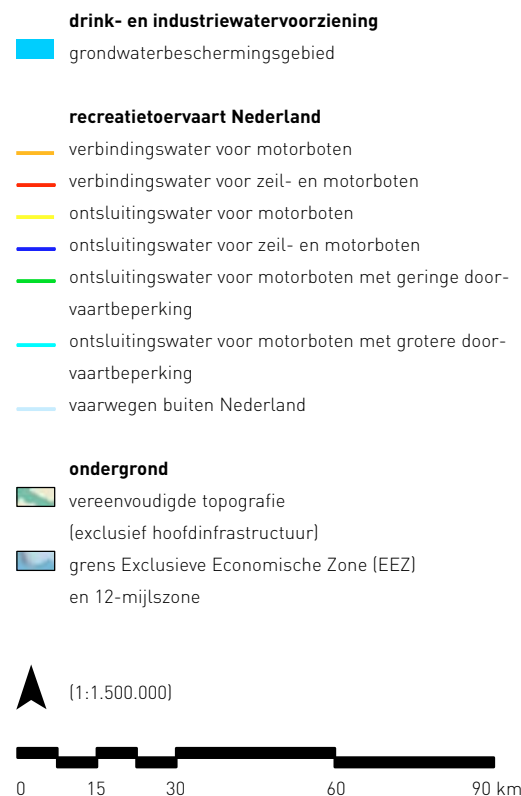 drink- en industriewatervoorziening
grondwaterbeschermingsgebied
recreatietoervaart Nederland
verbindingswater voor motorboten
verbindingswater voor zeil- en motorboten
ontsluitingswater voor motorboten
ontsluitingswater voor zeil- en motorboten
ontsluitingswater voor motorboten met geringe door-
vaartbeperking
ontsluitingswater voor motorboten met grotere door-
vaartbeperking
vaarwegen buiten Nederland
ondergrond
vereenvoudigde topografie
(exclusief hoofdinfrastructuur)
grens Exclusieve Economische Zone (EEZ)
en 12-mijlszone
(1:1.500.000)
0 15 30 60 90 km